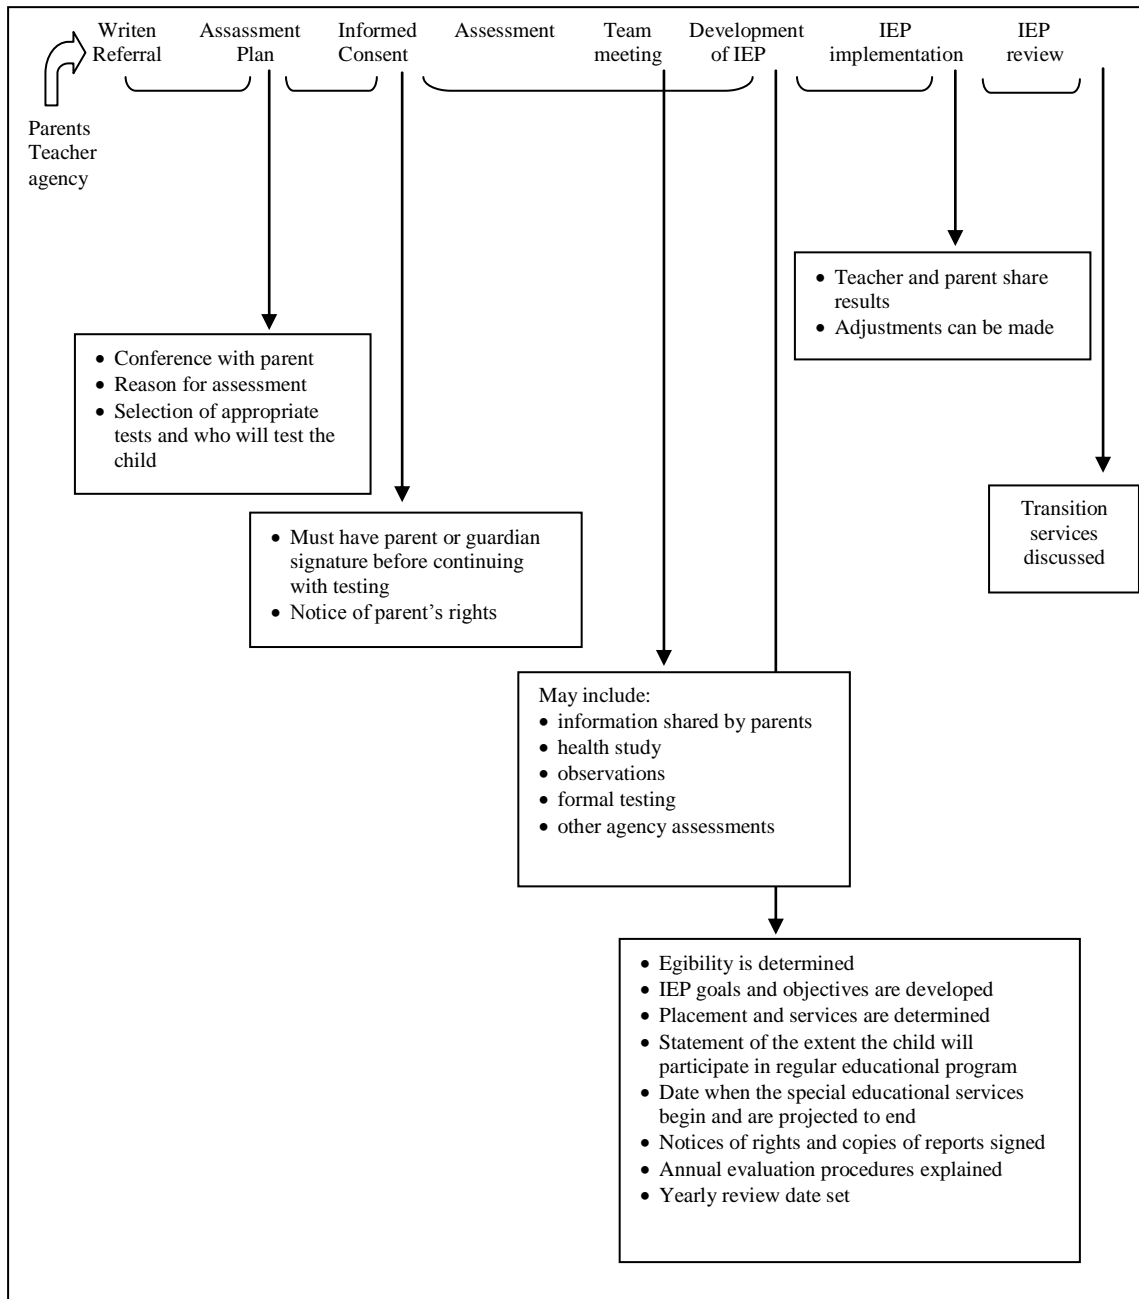 Writen Referral
Assassment Plan
Informed Consent
Assessment
Team meeting
Development of IEP
IEP implementation
IEP review
Parents
Teacher
agency
• Teacher and parent share
results
• Adjustments can be made
• Conference with parent
• Reason for assessment
• Selection of appropriate
tests and who will test the
child
Transition
services
discussed
• Must have parent or guardian
signature before continuing
with testing
• Notice of parent’s rights
May include:
• information shared by parents
• health study
• observations
• formal testing
• other agency assessments
• Egibility is determined
• IEP goals and objectives are developed
• Placement and services are determined
• Statement of the extent the child will
participate in regular educational program
• Date when the special educational services
begin and are projected to end
• Notices of rights and copies of reports signed
• Annual evaluation procedures explained
• Yearly review date set